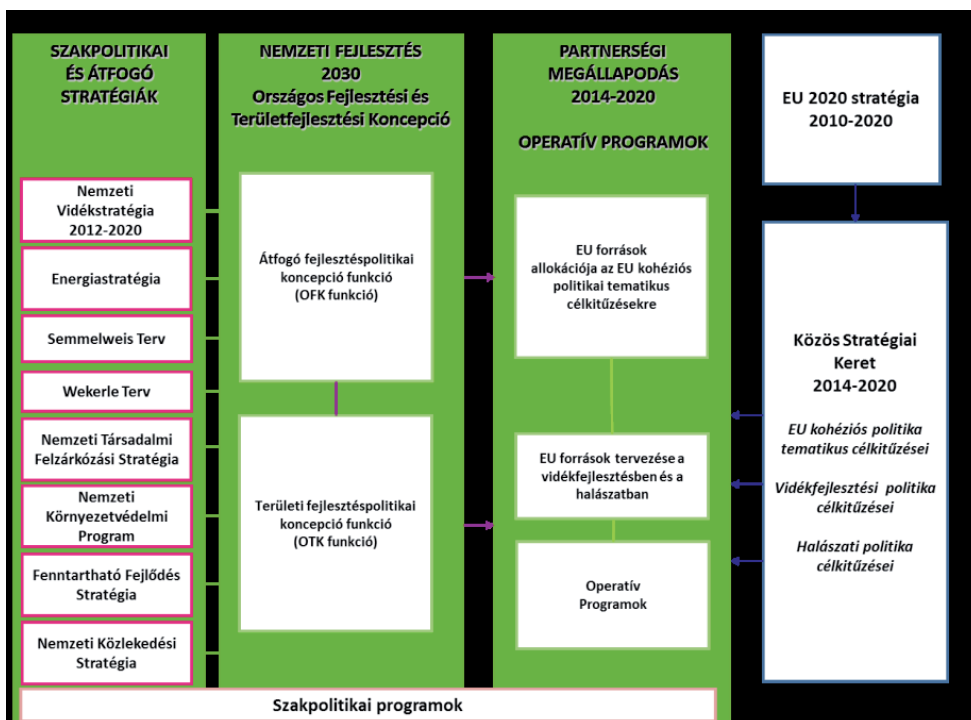 SZAKPOLITIKAI
ÉS ÁTFOGÓ
STRATÉGIÁK
Nemzeti
Vidékstratégia
2012-2020
Energiastratégia
Semmelweis Terv
Wekerle Terv
Nemzeti Társadalmi
Felzárkózási Stratégia
Nemzeti
Környezetvédelmi
Program
Fenntartható Fejlődés
Stratégia
Nemzeti Közlekedési
Stratégia
NEMZETI FEJLESZTÉS
2030
Országos Fejlesztési és
Területfejlesztési Koncepció
Átfogó fejlesztéspolitikai
koncepció funkció
(OFK funkció)
Területi fejlesztéspolitikai
koncepció funkció
(OTK funkció)
PARTNERSÉGI
MEGÁLLAPODÁS
2014-2020
OPERATÍV PROGRAMOK
EU források
allokációja az EU kohéziós
politikai tematikus
célkitűzésekre
EU források tervezése a
vidékfejlesztésben és a
halászatban
Operatív
Programok
EU 2020 stratégia
2010-2020
Közös Stratégiai
Keret
2014-2020
EU kohéziós politika
tematikus célkitűzései
Vidékfejlesztési politika
célkitűzései
Halászati politika
célkitűzései
Szakpolitikai programok